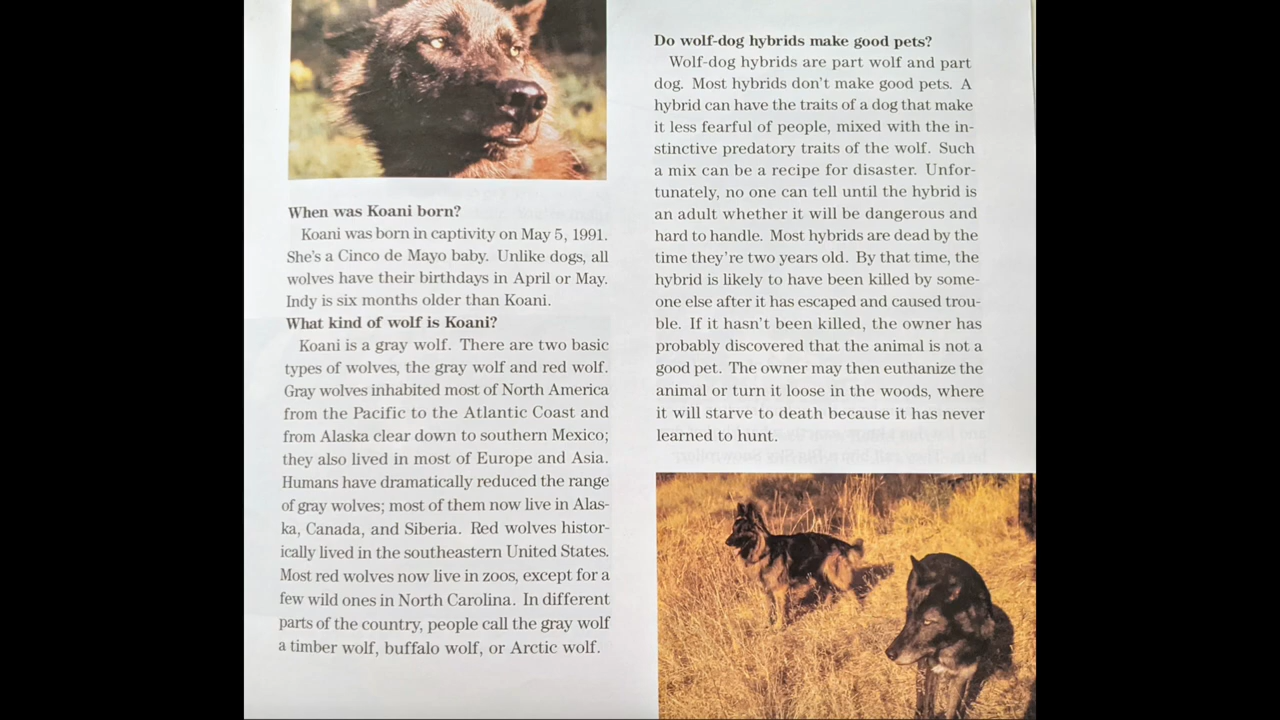 When was Koani born?
Koani was born in captivity on May 5, 1991.
She's a Cinco de Mayo baby. Unlike dogs, all
wolves have their birthdays in April or May.
Indy is six months older than Koani.
What kind of wolf is Koani?
Koani is a gray wolf. There are two basic
types of wolves, the gray wolf and red wolf.
Gray wolves inhabited most of North America
from the Pacific to the Atlantic Coast and
from Alaska clear down to southern Mexico;
they also lived in most of Europe and Asia.
Humans have dramatically reduced the range
of gray wolves; most of them now live in Alas-
ka, Canada, and Siberia. Red wolves histor-
ically lived in the southeastern United States.
Most red wolves now live in zoos, except for a
few wild ones in North Carolina. In different
parts of the country, people call the gray wolf
a timber wolf, buffalo wolf, or Arctic wolf.
Do wolf-dog hybrids make good pets?
Wolf-dog hybrids are part wolf and part
dog. Most hybrids don't make good pets. A
hybrid can have the traits of a dog that make
it less fearful of people, mixed with the in-
stinctive predatory traits of the wolf. Such
a mix can be a recipe for disaster. Unfor-
tunately, no one can tell until the hybrid is
an adult whether it will be dangerous and
hard to handle. Most hybrids are dead by the
time they're two years old. By that time, the
hybrid is likely to have been killed by some-
one else after it has escaped and caused trou-
ble. If it hasn't been killed, the owner has
probably discovered that the animal is not a
good pet. The owner may then euthanize the
animal or turn it loose in the woods, where
it will starve to death because it has never
learned to hunt.